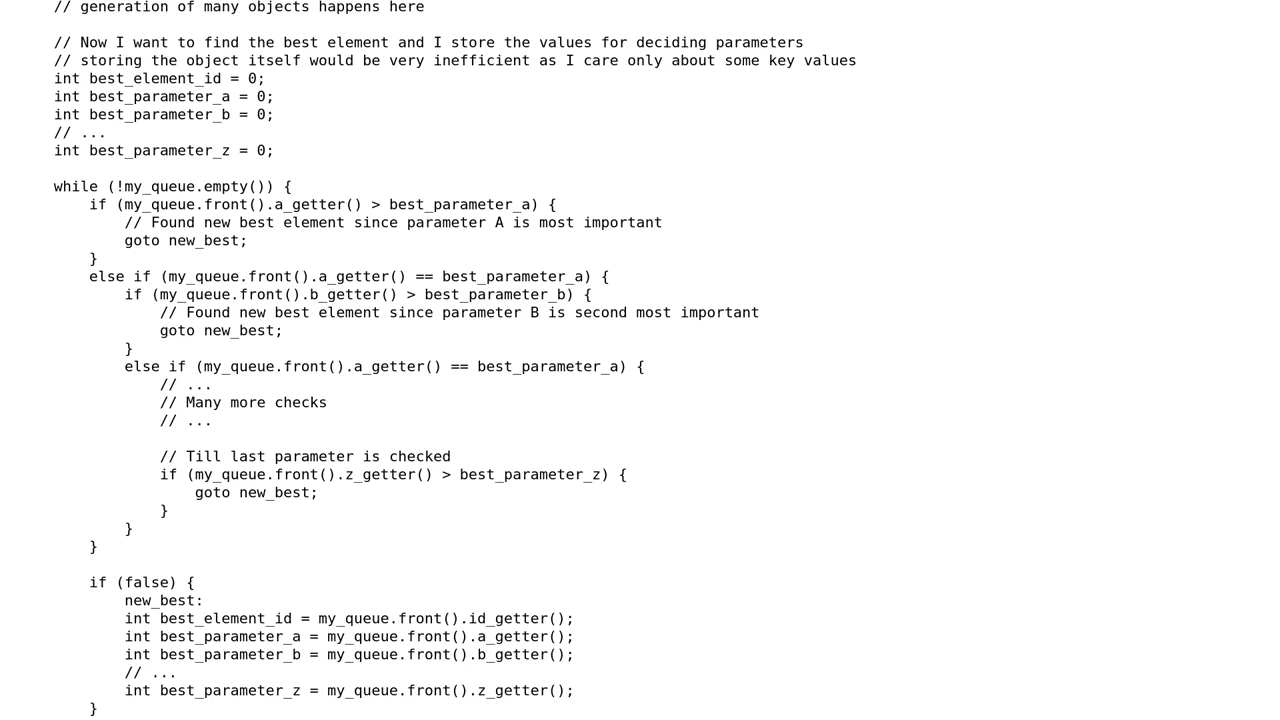 // generation of many objects happens here
// Now I want to find the best element and I store the values for deciding parameters
// storing the object itself would be very inefficient as I care only about some key values
int best_element_id = 0;
int best_parameter_a = 0;
int best_parameter_b = 0;
// ...
int best_parameter_z = 0;
while (!my_queue.empty()) {
if (my_queue.front().a_getter() > best_parameter_a) {
// Found new best element since parameter A is most important
goto new_best;
}
else if (my_queue.front().a_getter() == best_parameter_a) {
if (my_queue.front().b_getter() > best_parameter_b) {
// Found new best element since parameter B is second most important
goto new_best;
}
else if (my_queue.front().a_getter() == best_parameter_a) {
// ...
// Many more checks
// ...
// Till last parameter is checked
if (my_queue.front().z_getter() > best_parameter_z) {
goto new_best;
}
}
}
if (false) {
new_best:
int best_element_id = my_queue.front().id_getter();
int best_parameter_a = my_queue.front().a_getter();
int best_parameter_b = my_queue.front().b_getter();
// ...
int best_parameter_z = my_queue.front().z_getter();
}